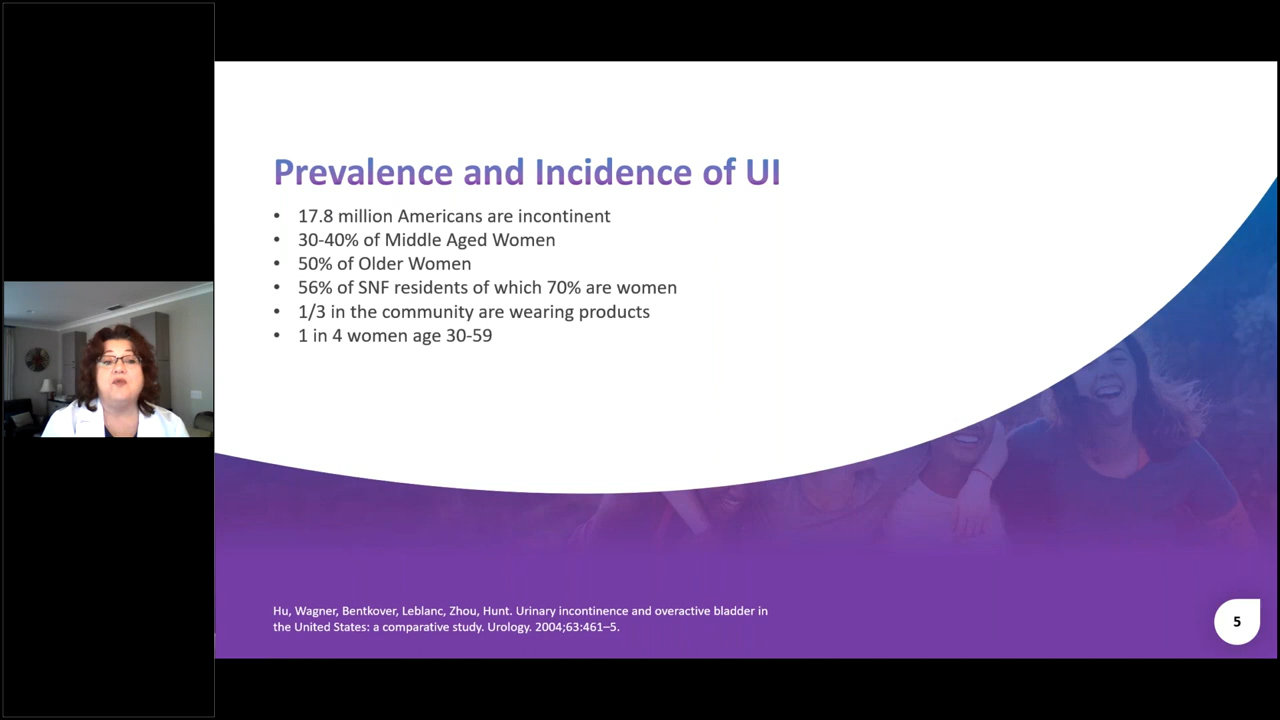 Prevalence and Incidence of UI
• 17.8 million Americans are incontinent
• 30-40% of Middle Aged Women
• 50% of Older Women
• 56% of SNF residents of which 70% are women
• 1/3 in the community are wearing products
• 1 in 4 women age 30-59
Hu, Wagner, Bentkover, Leblanc, Zhou, Hunt. Urinary incontinence and overactive bladder in
the United States: a comparative study. Urology. 2004;63:461–5.
5